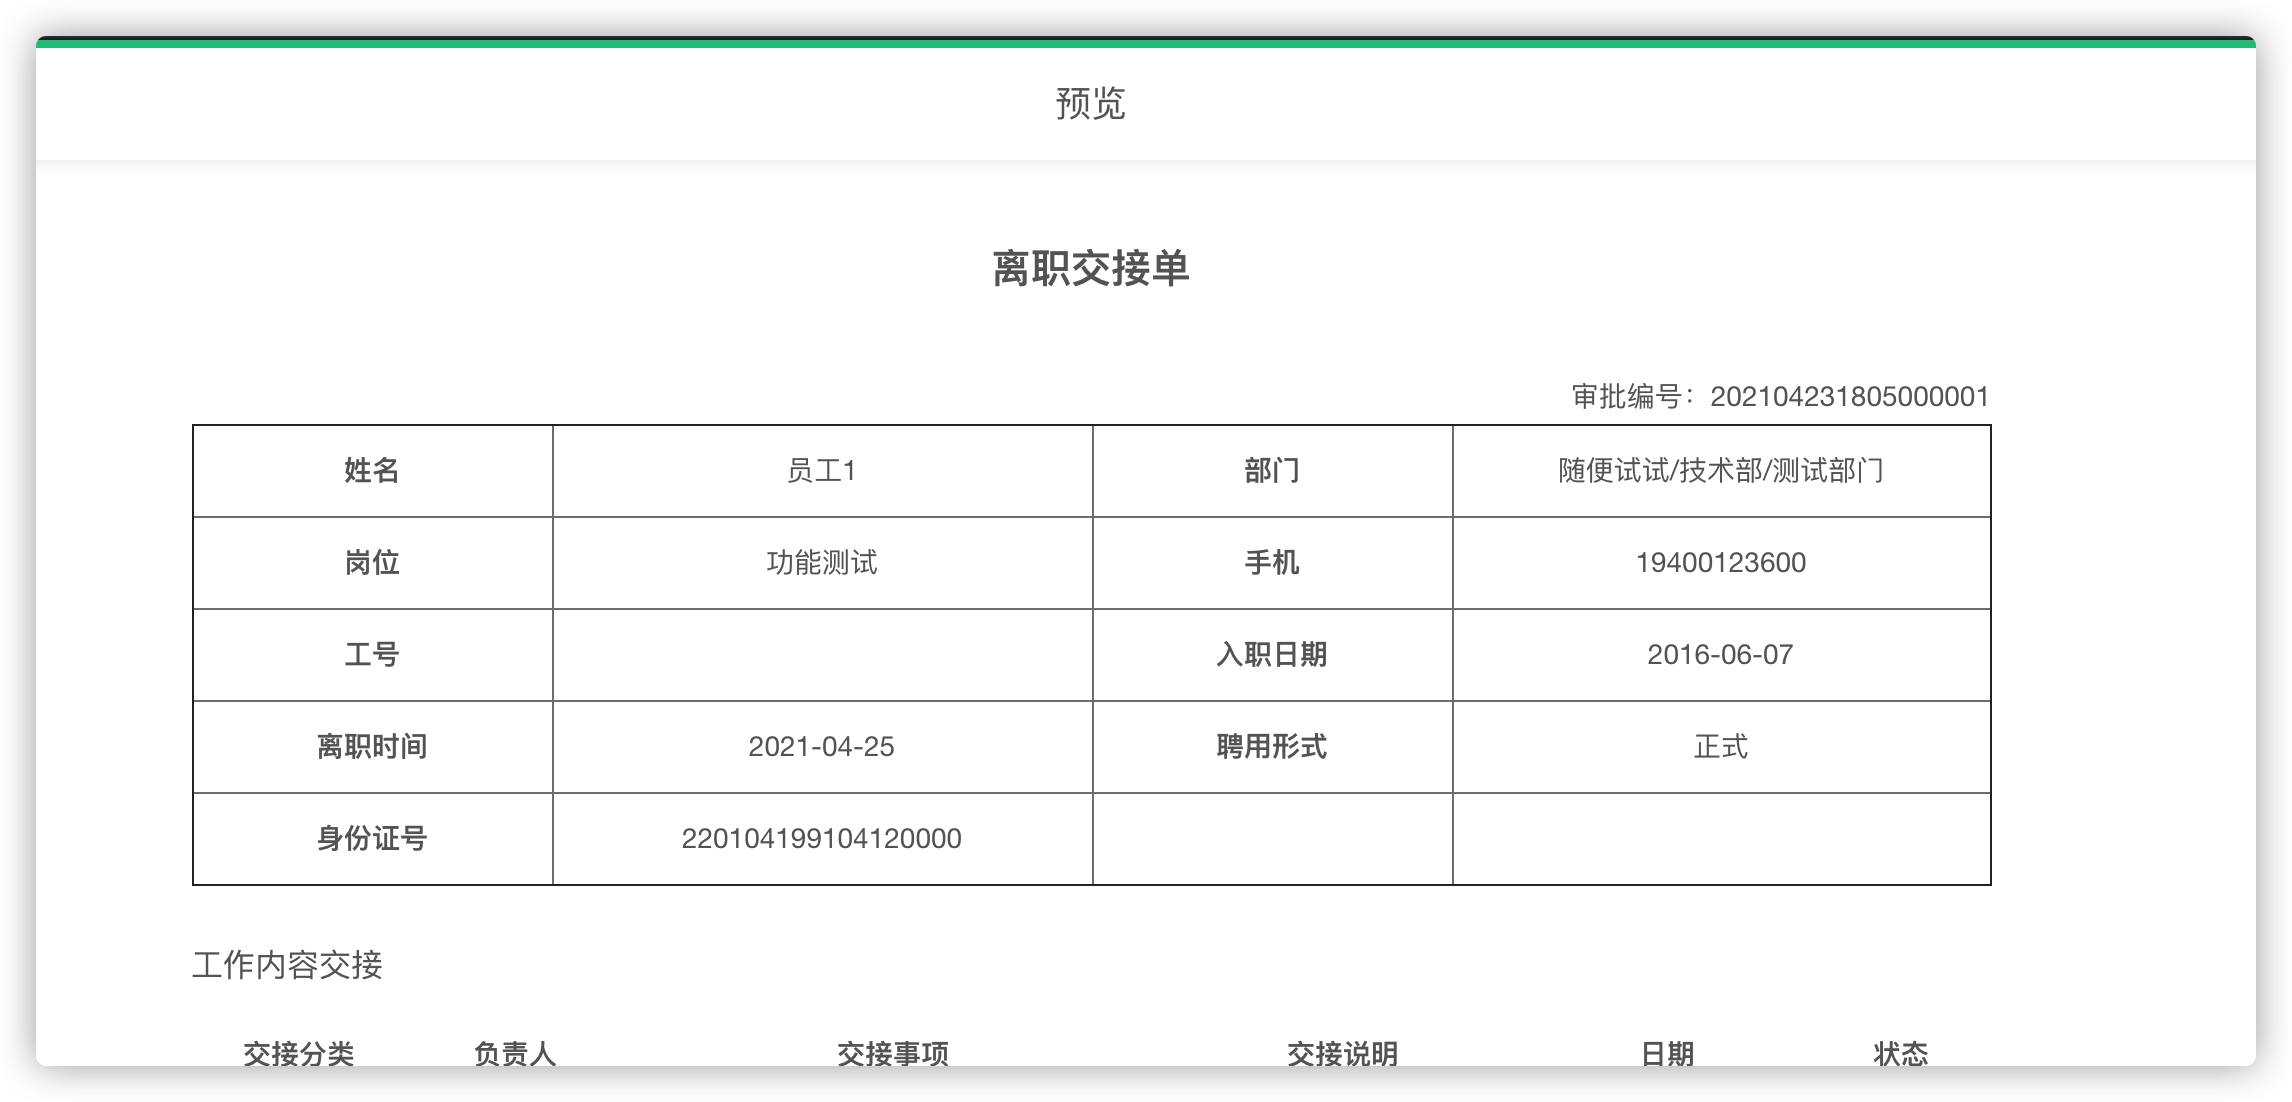 预览
离职交接单
审批编号：202104231805000001
姓名 员工1 部门 随便试试/技术部/测试部门
岗位 功能测试 手机 19400123600
工号 入职日期 2016-06-07
离职时间 2021-04-25 聘用形式 正式
身份证号 220104199104120000
工作内容交接
交接分类 负责人 交接事项 交接说明 日期 状态